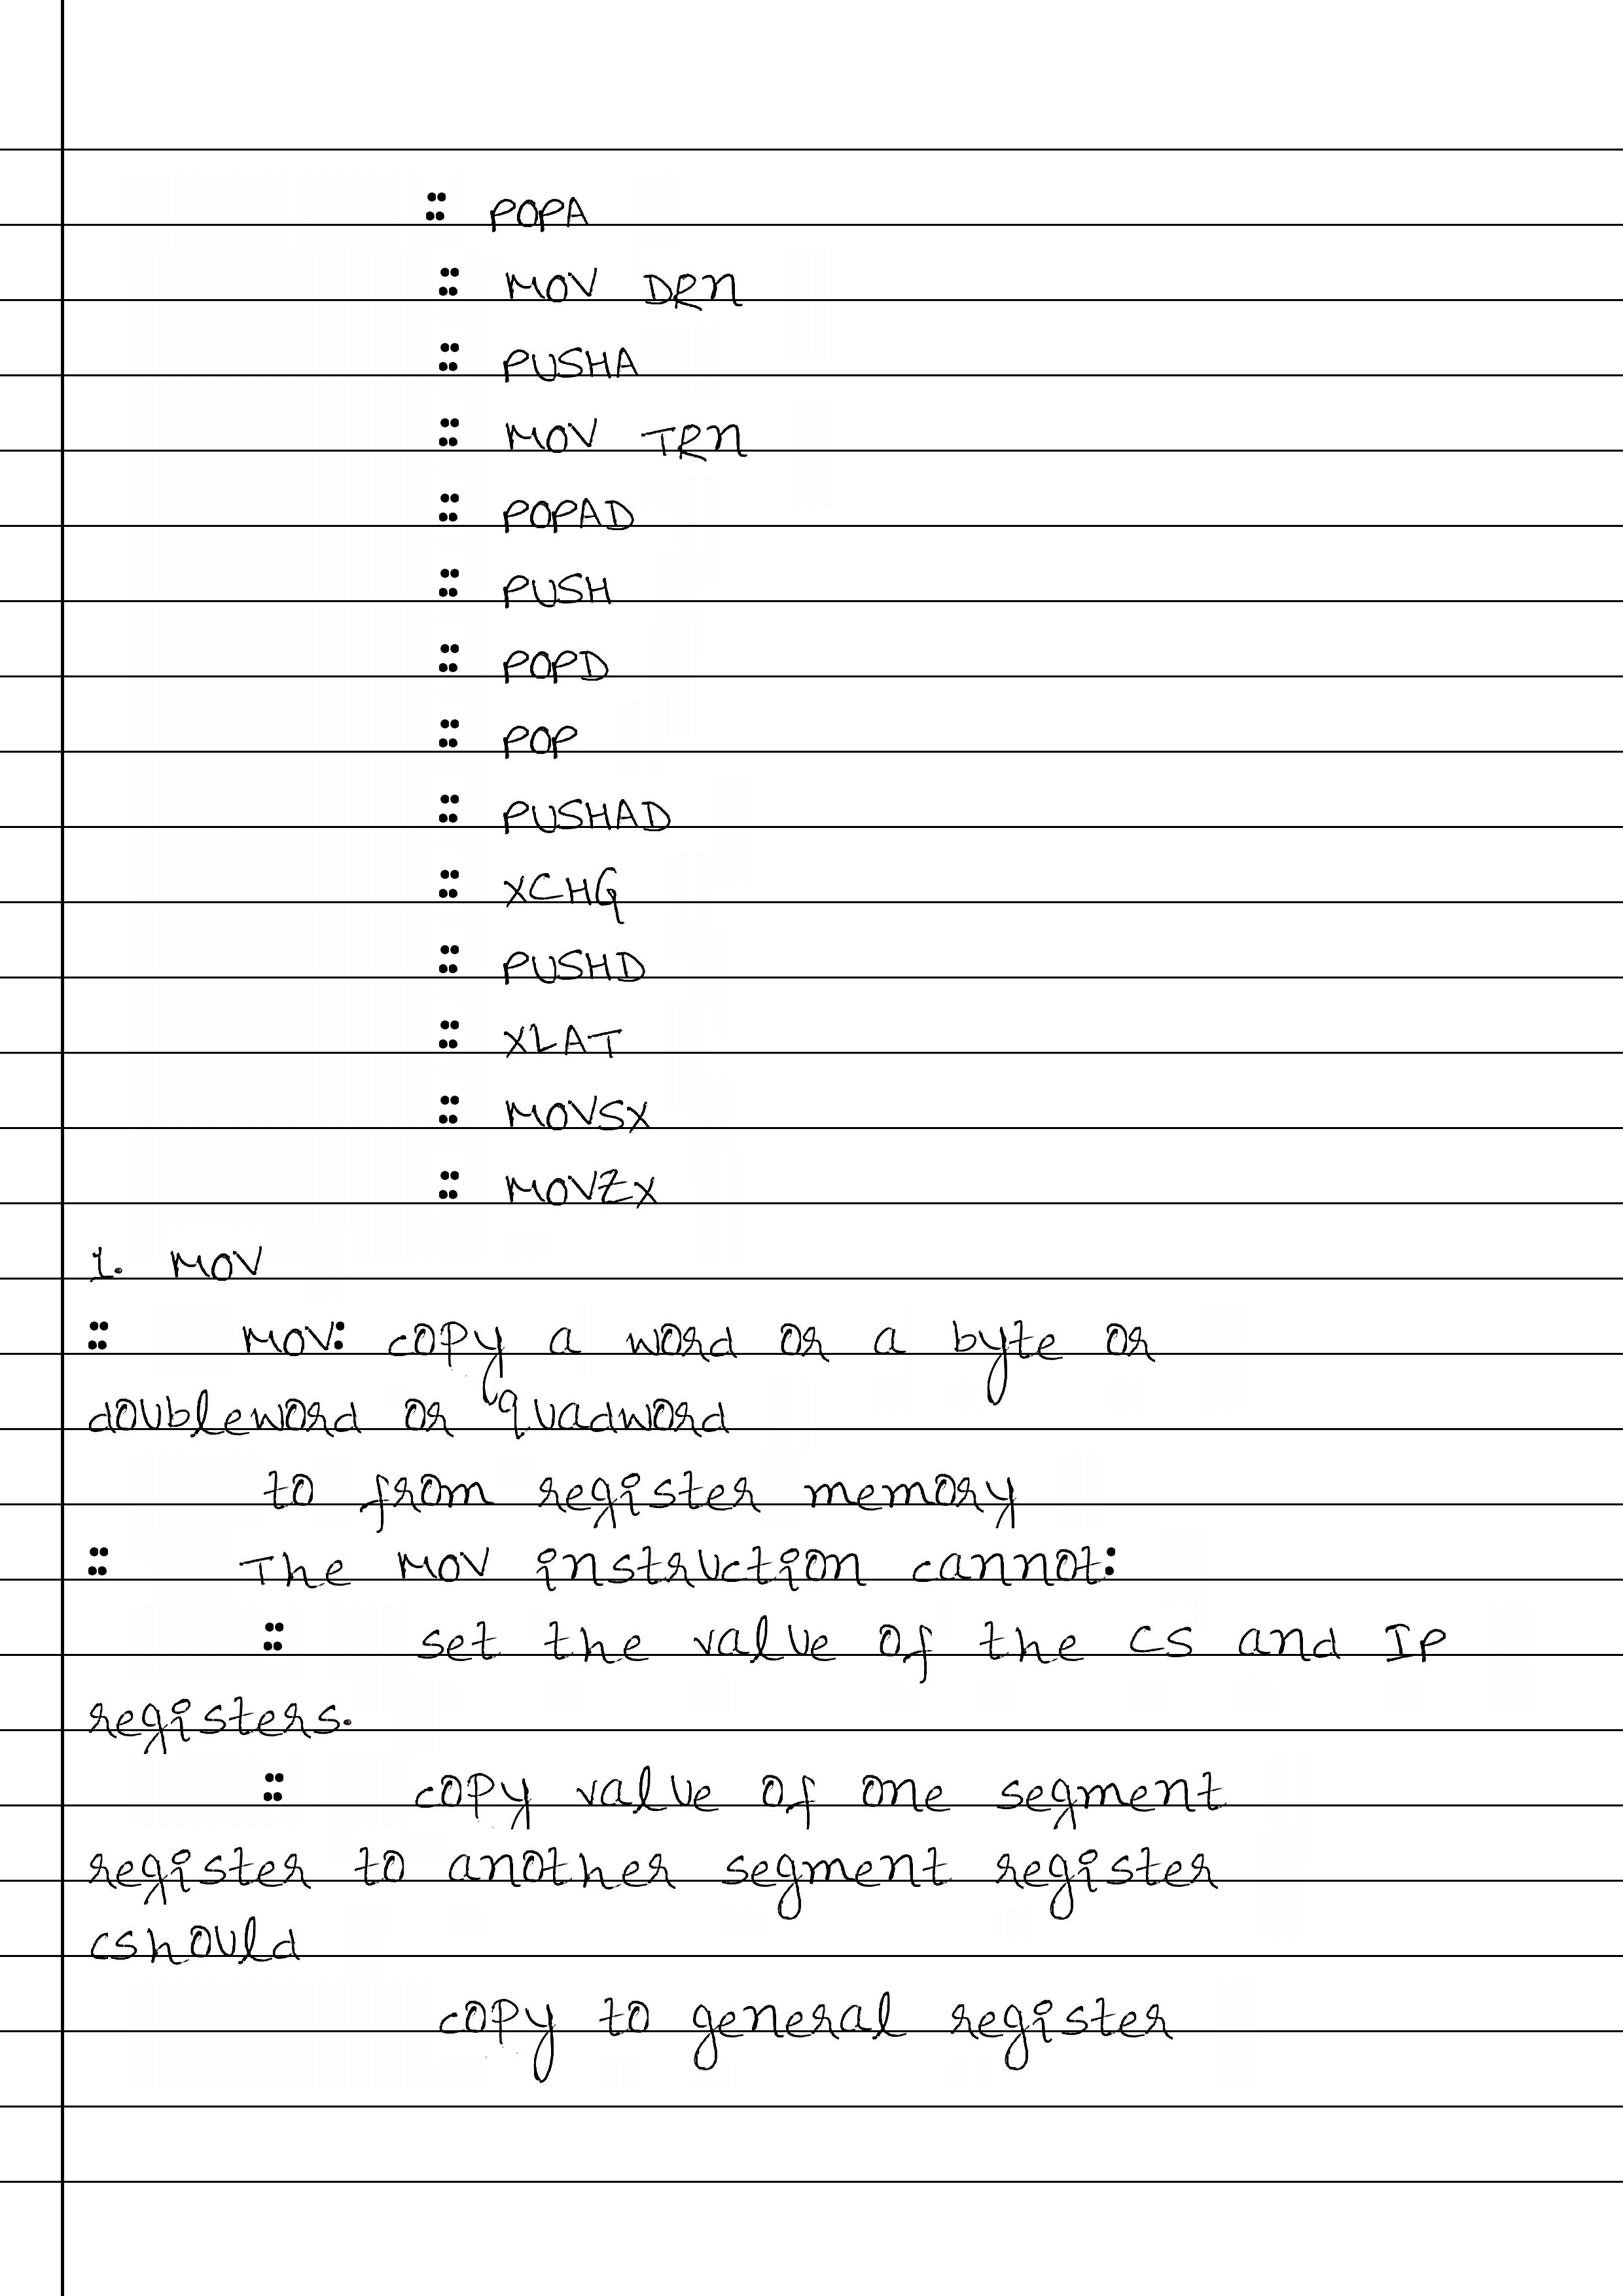 :: POPA
:: MOV DRn
:: PUSHA
:: MOV TRn
:: POPAD
:: PUSH
:: POPD
:: POP
:: PUSHAD
:: XCHG
:: PUSHD
:: XLAT
:: MOVSX
:: MOVZX
1. MOV
:: MOV: copy a word or a byte or
doubleword or quadword
to from register memory
:: The MOV instruction cannot:
:: set the value of the CS and IP
registers.
:: copy value of one segment
register to another segment register
cshould
copy to general register